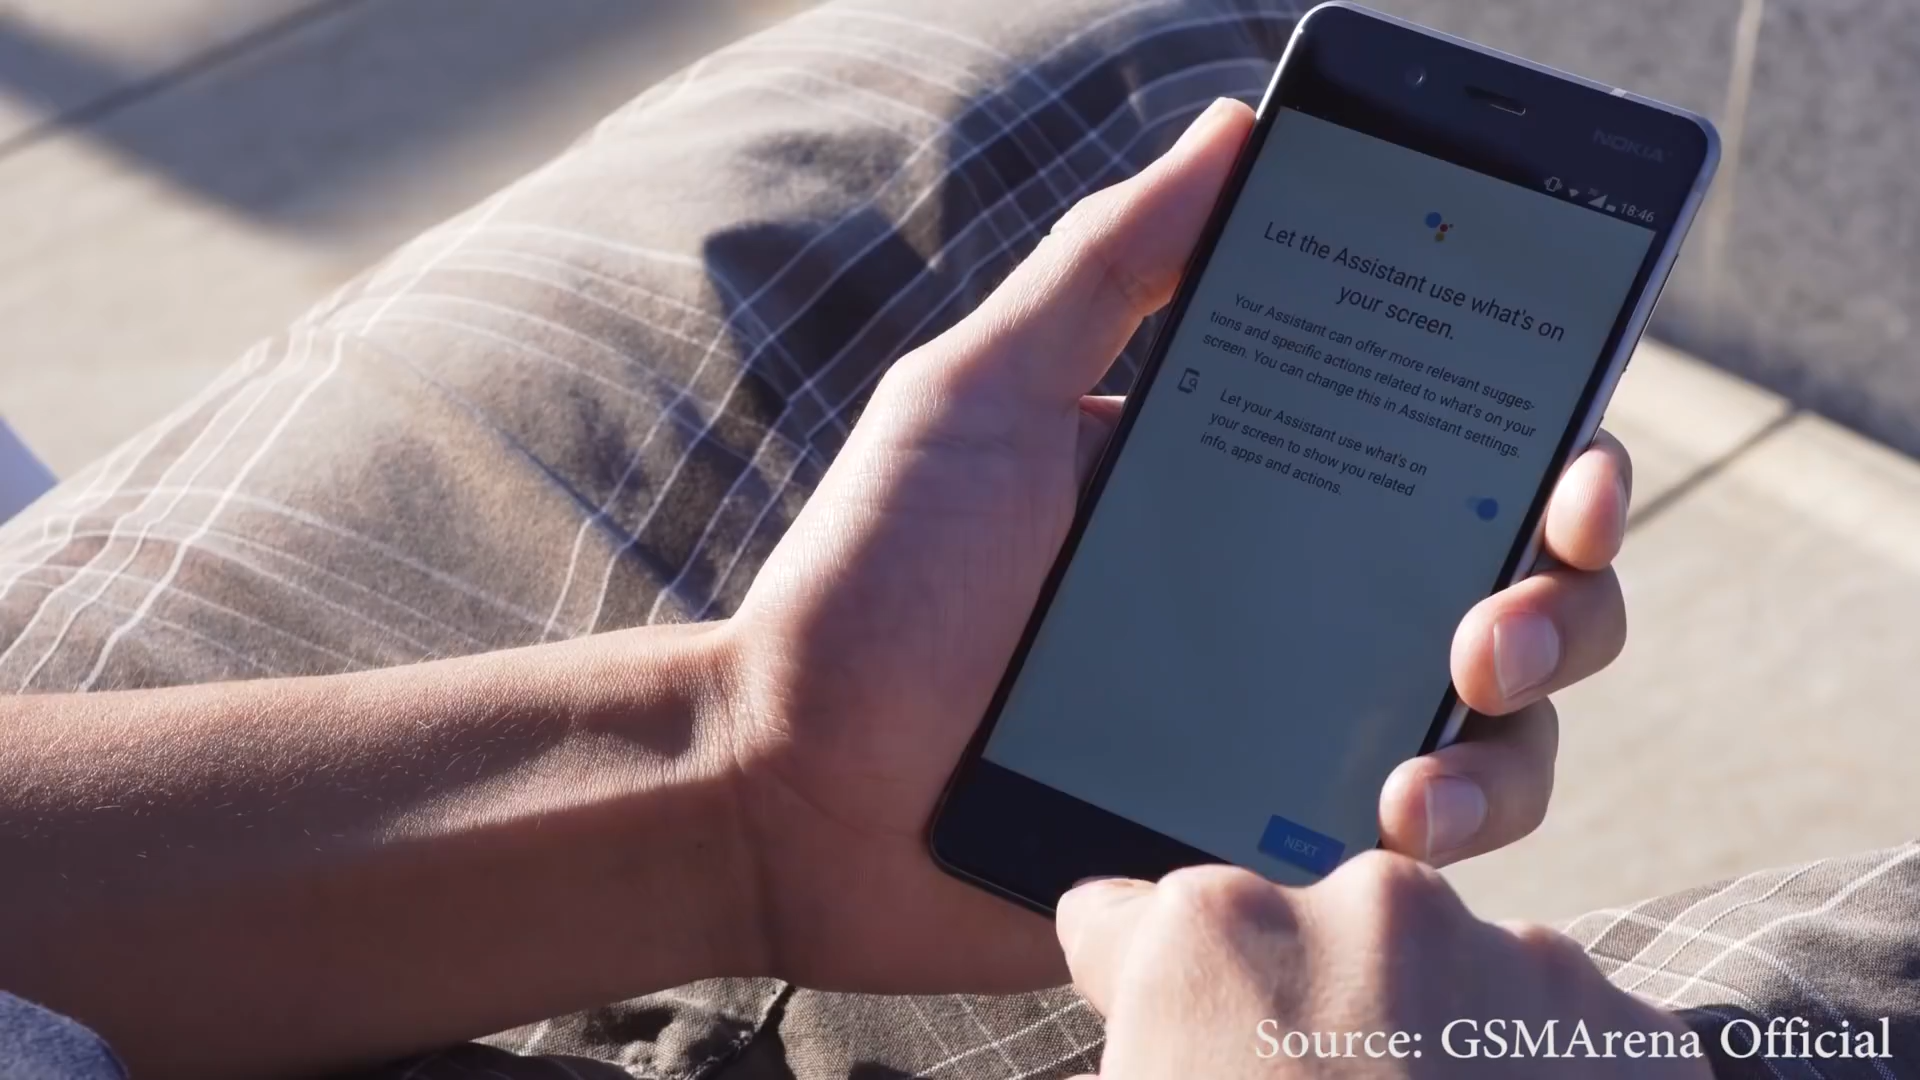 NOKIA
18:46
Let the Assistant use what's on
your screen.
Your Assistant can offer more relevant sugges-
tions and specific actions related to what's on your
screen. You can change this in Assistant settings.
Let your Assistant use what's on
your screen to show you related
info, apps and actions.
NEXT
Source: GSMArena Official